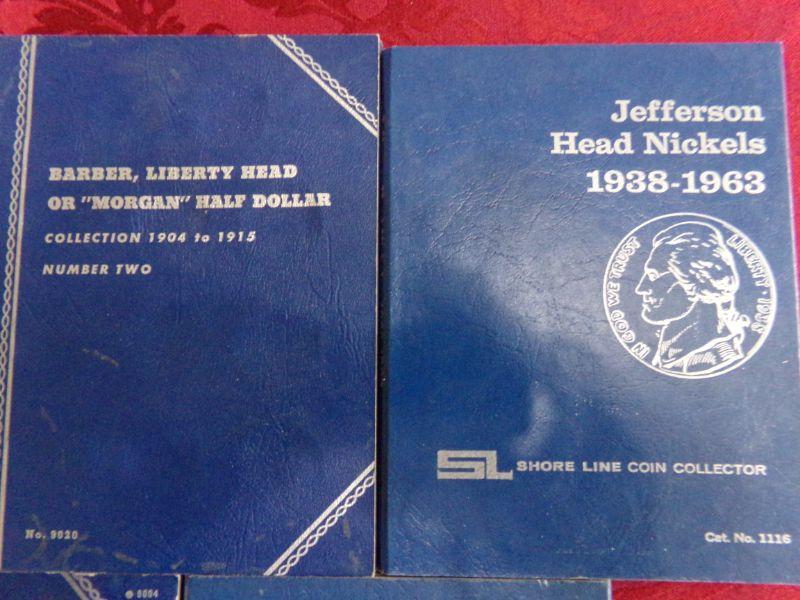 BARBER, LIBERTY HEAD
OR "MORGAN" HALF DOLLAR
COLLECTION 1904 to 1915
NUMBER TWO
No. 9020
Jefferson
Head Nickels
1938-1963
IN GOD WE TRUST
LIBERTY
SL SHORE LINE COIN COLLECTOR
Cat. No. 1116